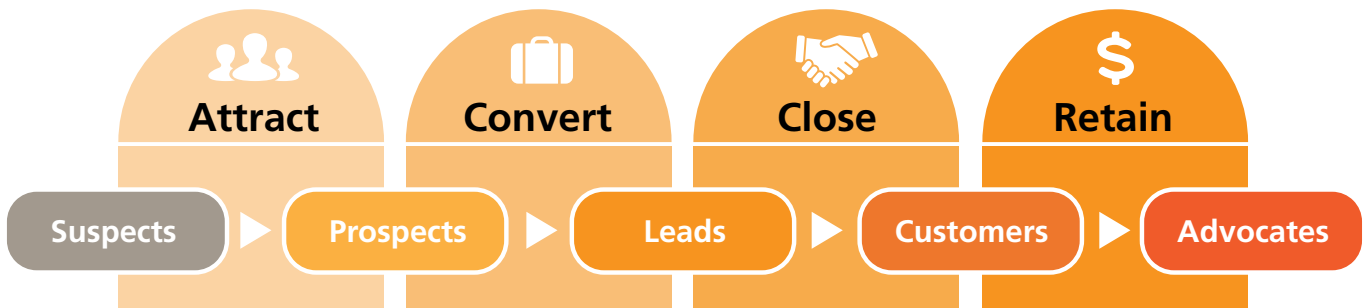 Attract
Convert
Close
Retain
Suspects
Prospects
Leads
Customers
Advocates